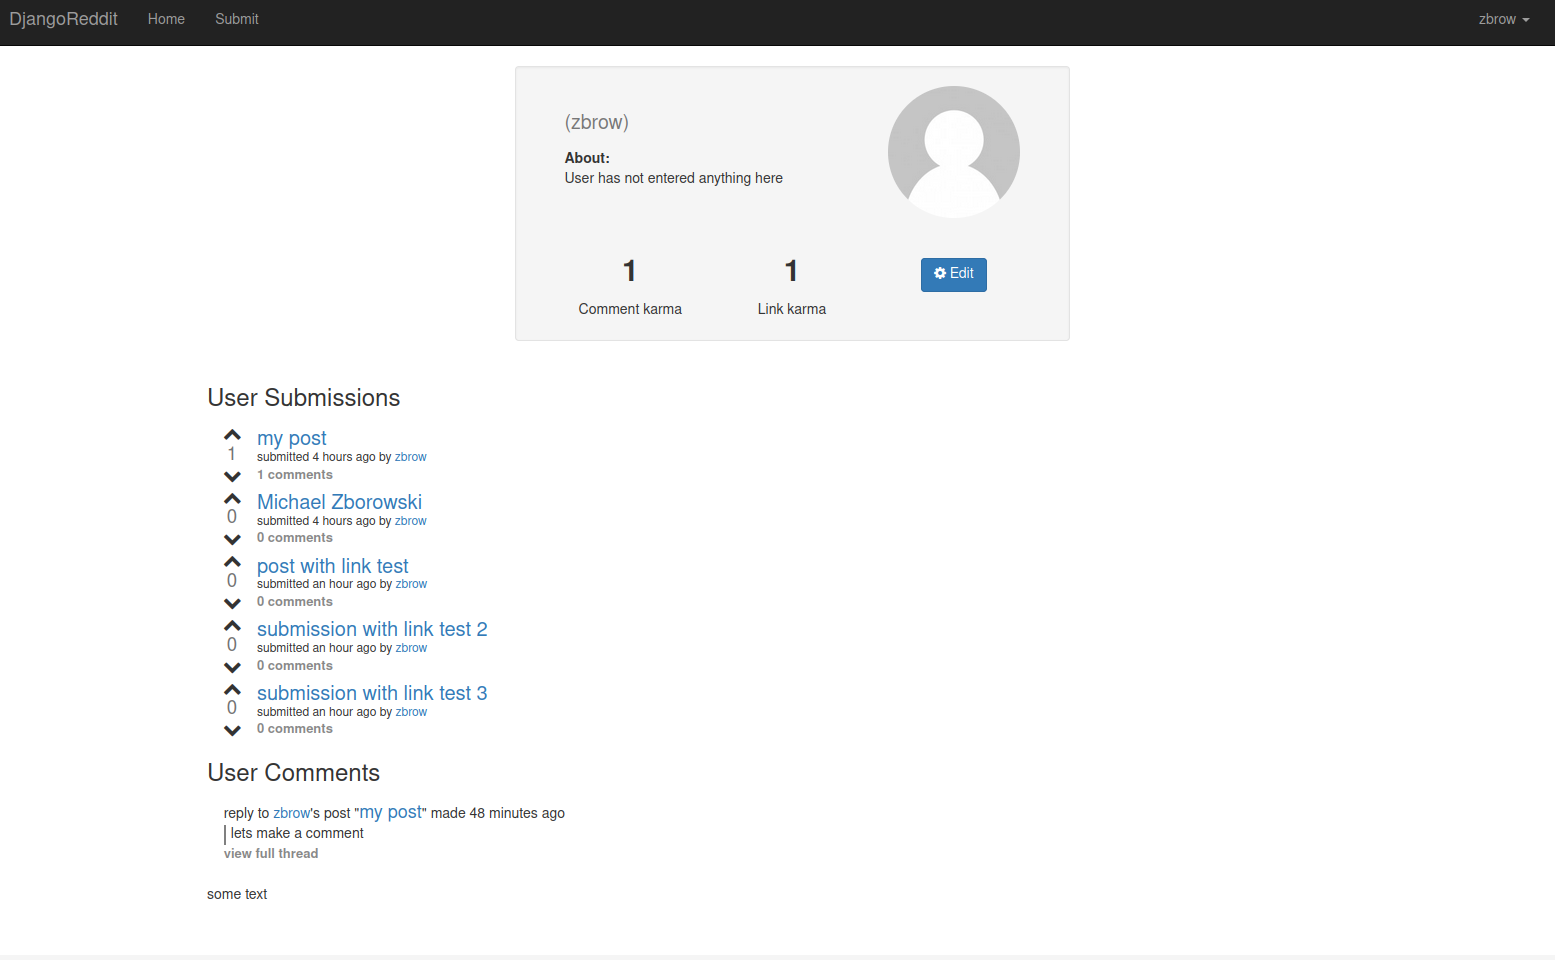 DjangoReddit Home Submit zbrow
(zbrow)
About:
User has not entered anything here
1 1 Edit
Comment karma Link karma
User Submissions
my post
1 submitted 4 hours ago by zbrow
1 comments
Michael Zborowski
0 submitted 4 hours ago by zbrow
0 comments
post with link test
0 submitted an hour ago by zbrow
0 comments
submission with link test 2
0 submitted an hour ago by zbrow
0 comments
submission with link test 3
0 submitted an hour ago by zbrow
0 comments
User Comments
reply to zbrow's post "my post" made 48 minutes ago
lets make a comment
view full thread
some text